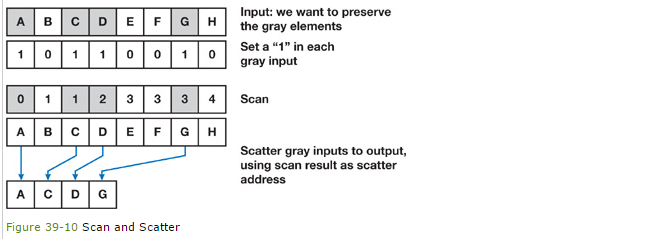 A B C D E F G H
Input: we want to preserve
the gray elements
1 0 1 1 0 0 1 0
Set a “1” in each
gray input
0 1 1 2 3 3 3 4
Scan
A B C D E F G H
Scatter gray inputs to output,
using scan result as scatter
address
A C D G
Figure 39-10 Scan and Scatter